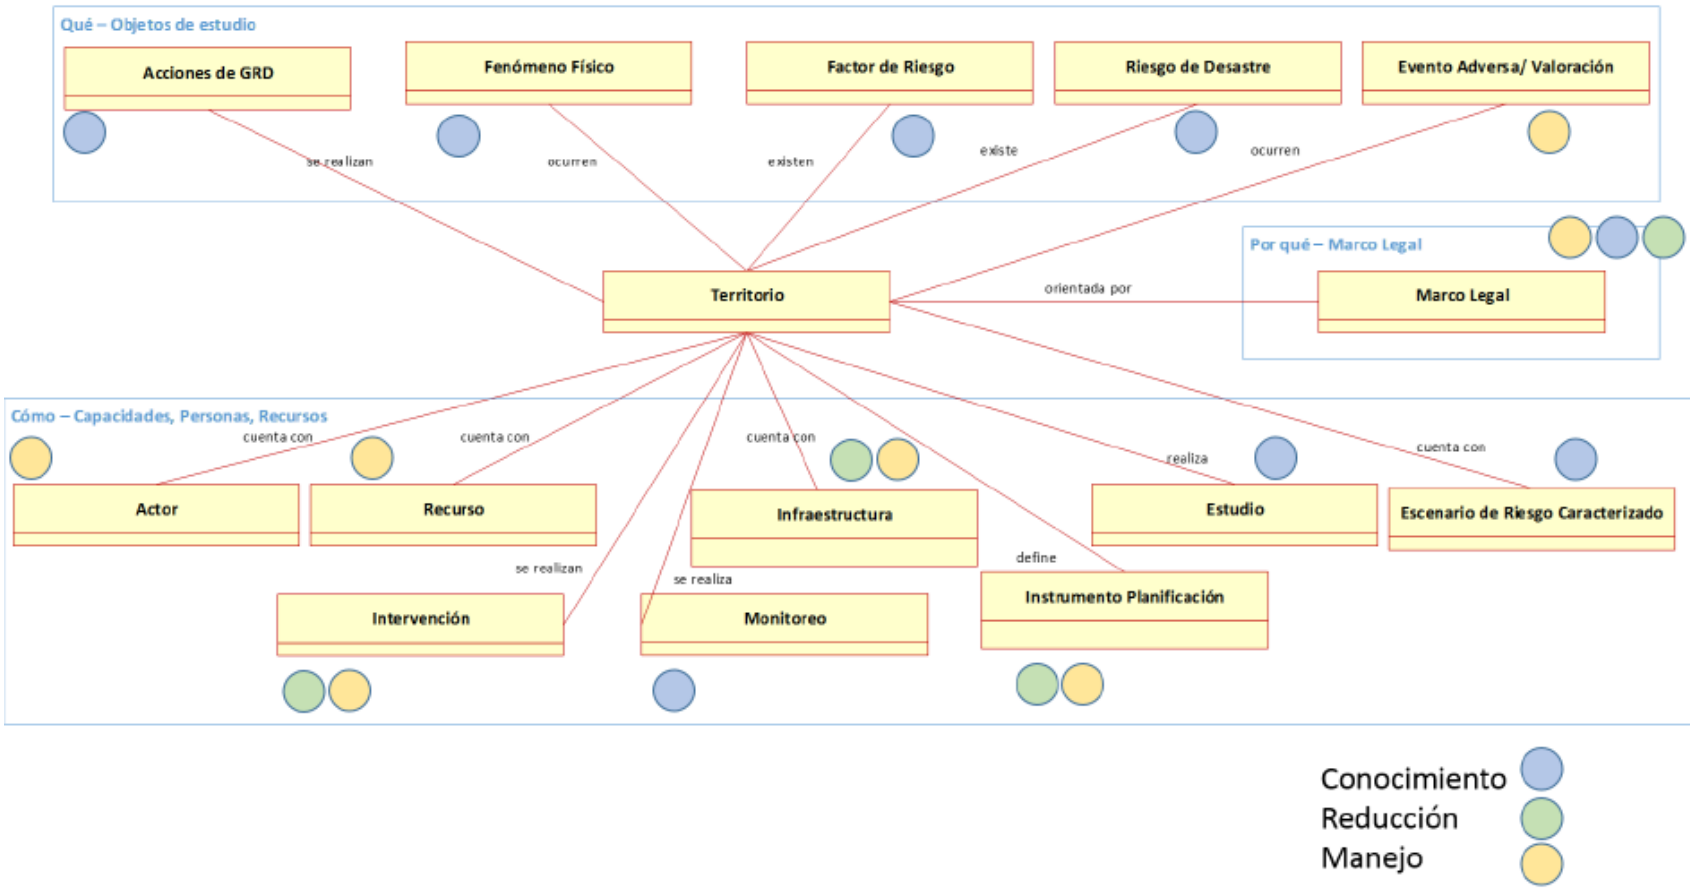 Qué – Objetos de estudio
Acciones de GRD
Fenómeno Físico
Factor de Riesgo
Riesgo de Desastre
Evento Adversa/ Valoración
se realizan
ocurren
existen
existe
ocurren
Por qué – Marco Legal
Territorio
orientada por
Marco Legal
Cómo – Capacidades, Personas, Recursos
cuenta con
cuenta con
cuenta con
realiza
cuenta con
Actor
Recurso
Infraestructura
Estudio
Escenario de Riesgo Caracterizado
se realizan
se realiza
define
Intervención
Monitoreo
Instrumento Planificación
Conocimiento
Reducción
Manejo